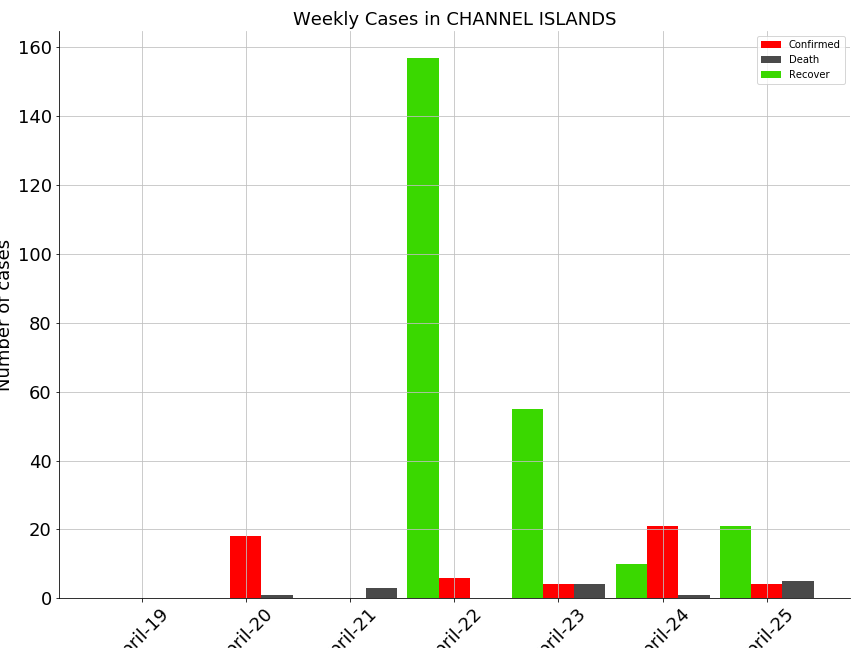 Weekly Cases in CHANNEL ISLANDS
Confirmed
Death
Recover
Number of cases
160
140
120
100
80
60
40
20
0
pril-19
pril-20
pril-21
pril-22
pril-23
pril-24
pril-25